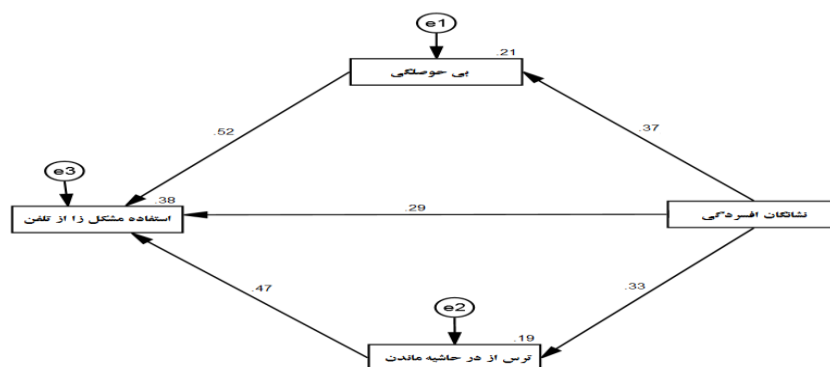 e1
.21
بی حوصلگی
.52
.37
e3
.38
استفاده مشکل زا از تلفن
.29
نشانگان افسردگی
.47
.33
e2
.19
ترس از در حاشیه ماندن